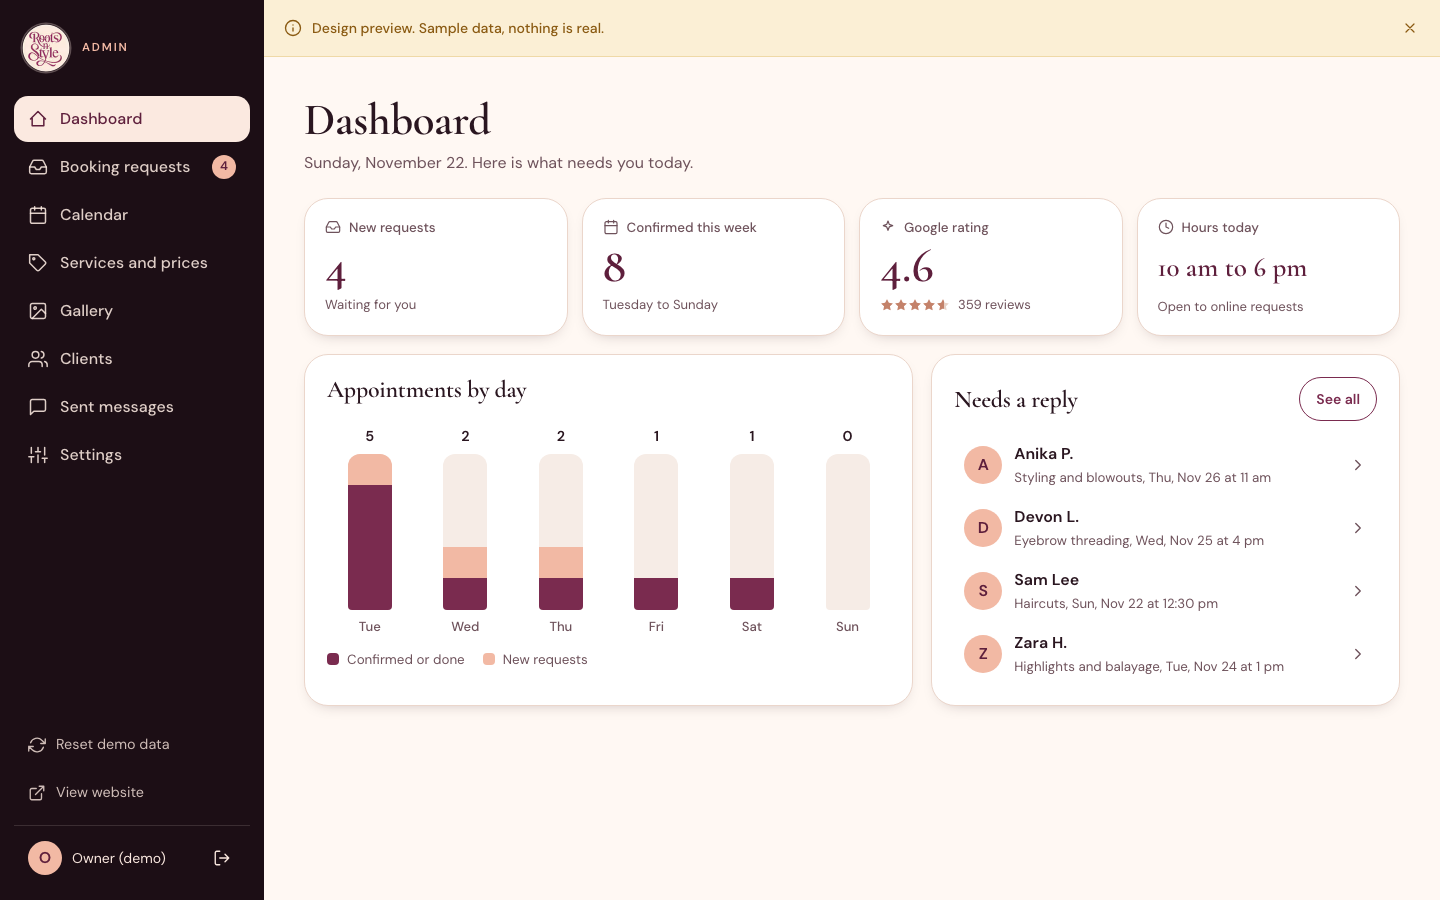 Roots
n
Style
ADMIN
Dashboard
Booking requests 4
Calendar
Services and prices
Gallery
Clients
Sent messages
Settings
Reset demo data
View website
O Owner (demo)
Design preview. Sample data, nothing is real.
Dashboard
Sunday, November 22. Here is what needs you today.
New requests
4
Waiting for you
Confirmed this week
8
Tuesday to Sunday
Google rating
4.6
359 reviews
Hours today
10 am to 6 pm
Open to online requests
Appointments by day
5 2 2 1 1 0
Tue Wed Thu Fri Sat Sun
Confirmed or done New requests
Needs a reply
See all
A
Anika P.
Styling and blowouts, Thu, Nov 26 at 11 am
D
Devon L.
Eyebrow threading, Wed, Nov 25 at 4 pm
S
Sam Lee
Haircuts, Sun, Nov 22 at 12:30 pm
Z
Zara H.
Highlights and balayage, Tue, Nov 24 at 1 pm